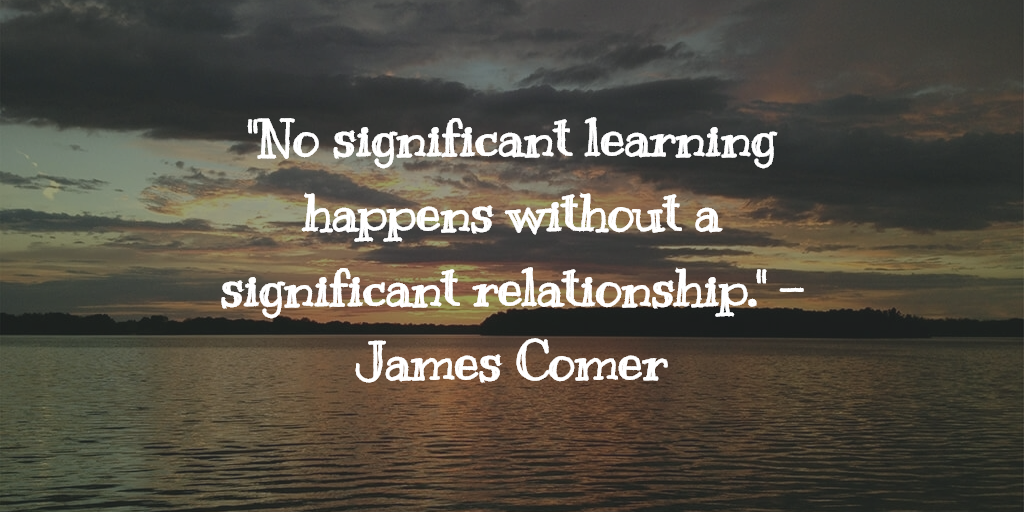 "No significant learning
happens without a
significant relationship." –
James Comer